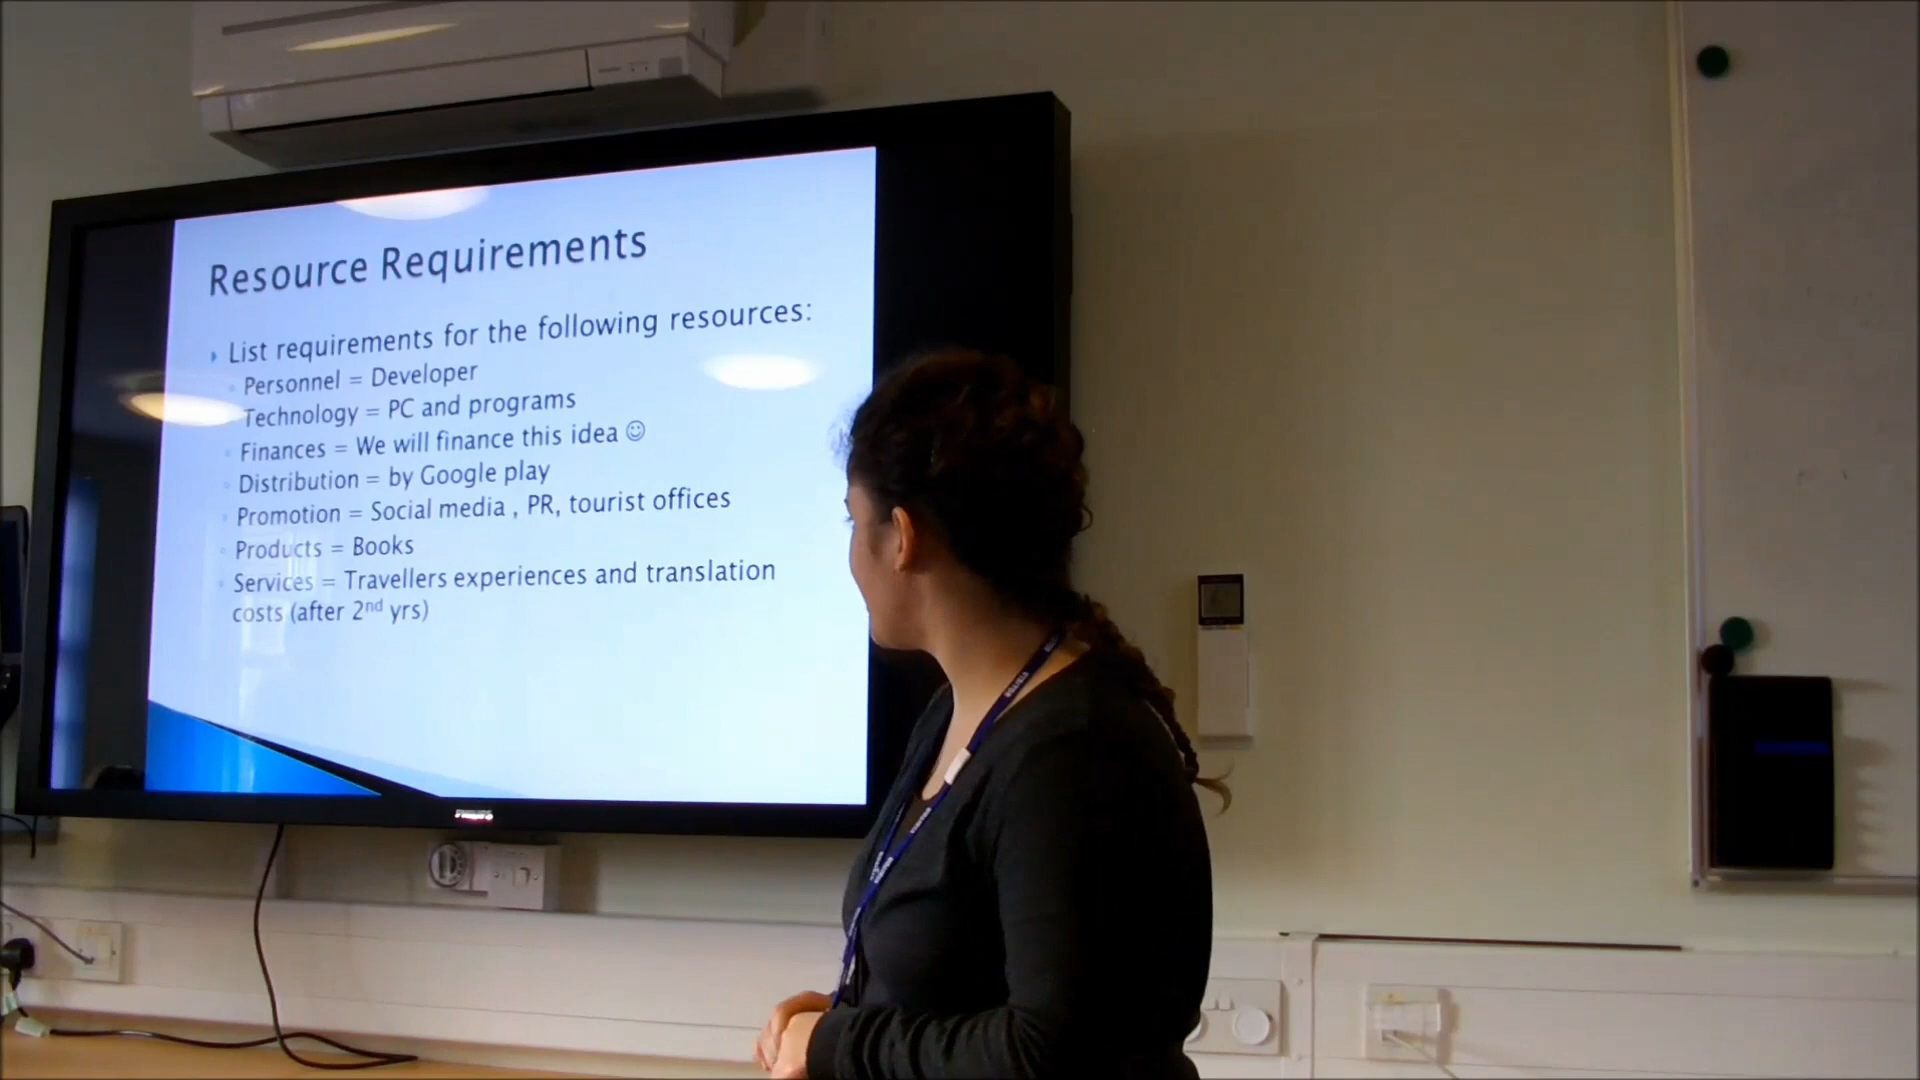 Resource Requirements
List requirements for the following resources:
Personnel = Developer
Technology = PC and programs
Finances = We will finance this idea ☺
Distribution = by Google play
Promotion = Social media , PR, tourist offices
Products = Books
Services = Travellers experiences and translation
costs (after 2nd yrs)